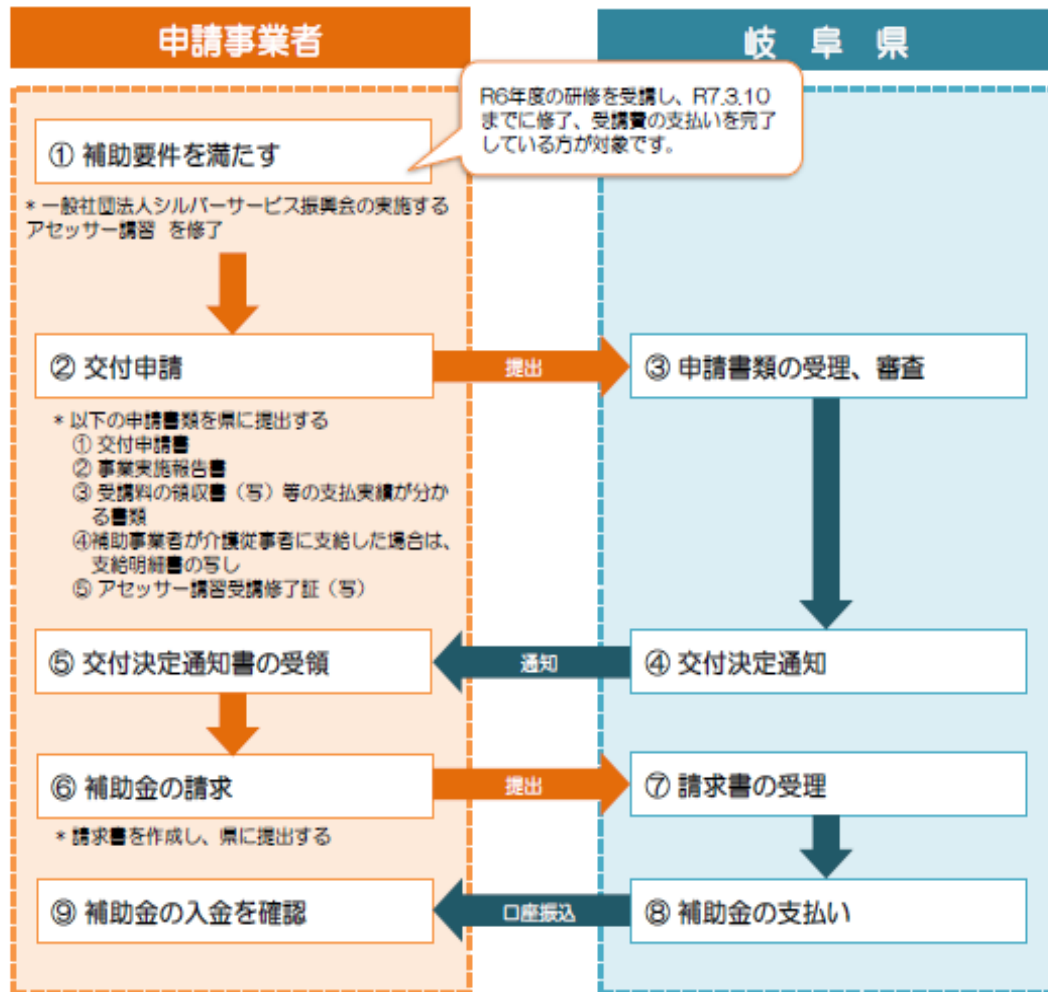 申請事業者
岐 阜 県
R6年度の研修を受講し、R7.3.10
までに修了、受講費の支払いを完了
している方が対象です。
① 補助要件を満たす
* 一般社団法人シルバーサービス振興会の実施する
アセッサー講習 を修了
② 交付申請
提出
③ 申請書類の受理、審査
* 以下の申請書類を県に提出する
① 交付申請書
② 事業実施報告書
③ 受講料の領収書（写）等の支払実績が分か
る書類
④補助事業者が介護従事者に支給した場合は、
支給明細書の写し
⑤ アセッサー講習受講修了証（写）
⑤ 交付決定通知書の受領
通知
④ 交付決定通知
⑥ 補助金の請求
提出
⑦ 請求書の受理
* 請求書を作成し、県に提出する
⑨ 補助金の入金を確認
口座振込
⑧ 補助金の支払い